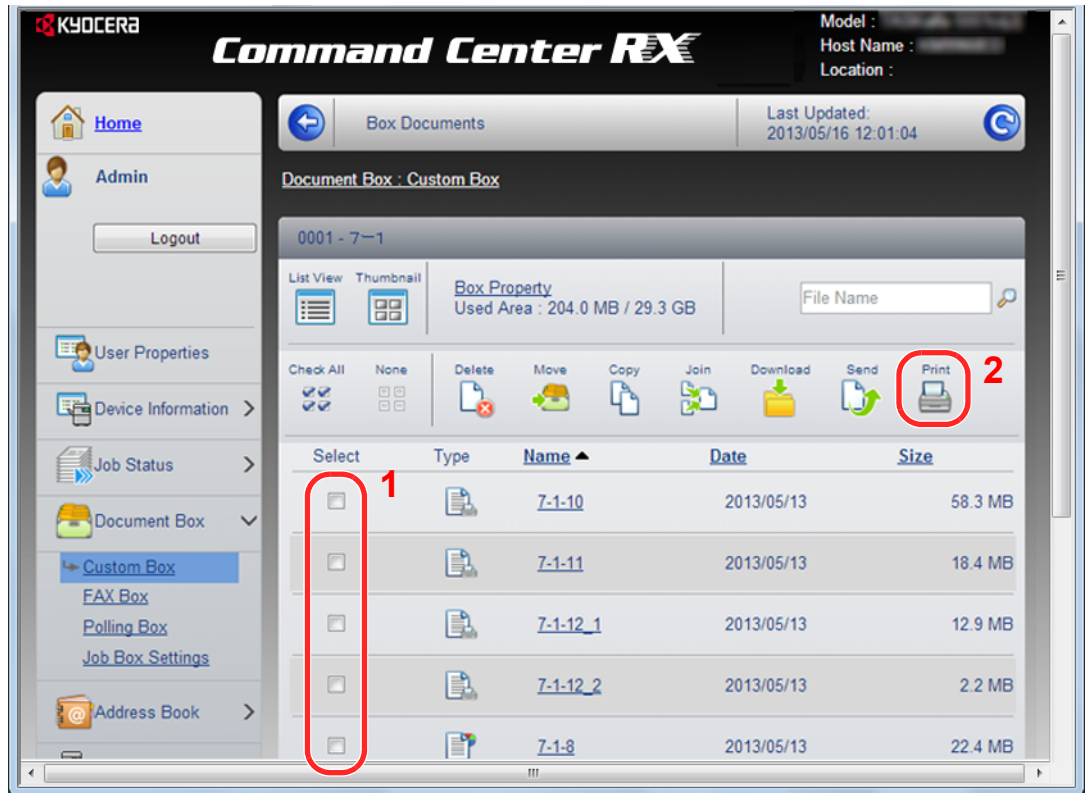 KYOCERA
Command Center RX
Model :
Host Name :
Location :
Home
Admin
Logout
User Properties
Device Information
Job Status
Document Box
Custom Box
FAX Box
Polling Box
Job Box Settings
Address Book
Box Documents
Last Updated:
2013/05/16 12:01:04
Document Box : Custom Box
0001 - 7ー1
List View Thumbnail
Box Property
Used Area : 204.0 MB / 29.3 GB
File Name
Check All None Delete Move Copy Join Download Send Print
2
Select Type Name Date Size
1
7-1-10 2013/05/13 58.3 MB
7-1-11 2013/05/13 18.4 MB
7-1-12_1 2013/05/13 12.9 MB
7-1-12_2 2013/05/13 2.2 MB
7-1-8 2013/05/13 22.4 MB